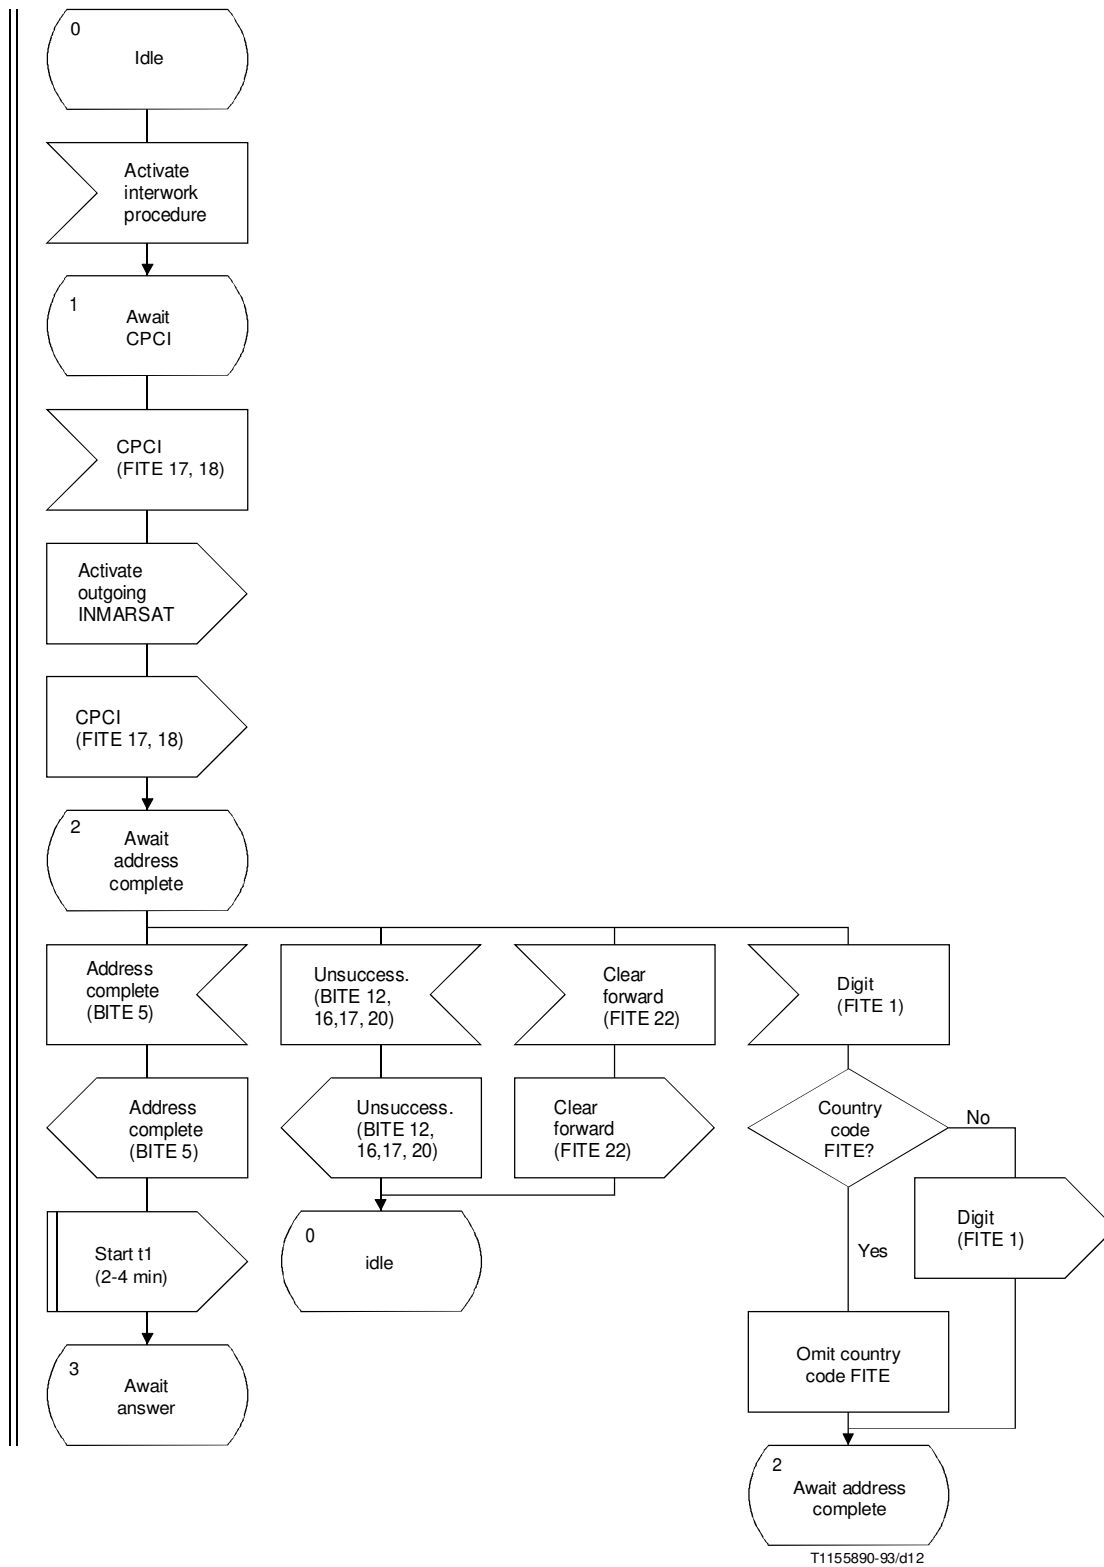 0
Idle
Activate
interwork
procedure
1
Await
CPCI
CPCI
(FITE 17, 18)
Activate
outgoing
INMARSAT
CPCI
(FITE 17, 18)
2
Await
address
complete
Address
complete
(BITE 5)
Unsuccess.
(BITE 12,
16,17, 20)
Clear
forward
(FITE 22)
Digit
(FITE 1)
Address
complete
(BITE 5)
Unsuccess.
(BITE 12,
16,17, 20)
Clear
forward
(FITE 22)
Country
code
FITE?
No
Digit
(FITE 1)
Yes
Start t1
(2-4 min)
0
idle
Omit country
code FITE
3
Await
answer
2
Await address
complete
T1155890-93/d12